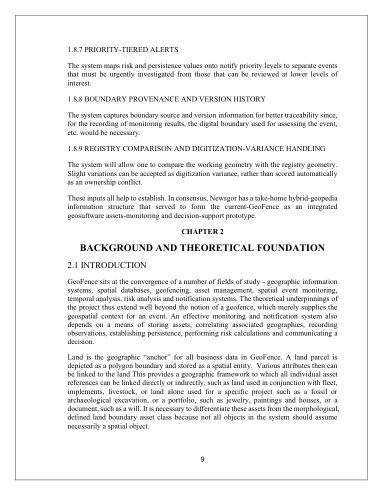 1.8.7 PRIORITY-TIERED ALERTS
The system maps risk and persistence values onto notify priority levels to separate events
that must be urgently investigated from those that can be reviewed at lower levels of
interest.
1.8.8 BOUNDARY PROVENANCE AND VERSION HISTORY
The system captures boundary source and version information for better traceability since,
for the recording of monitoring results, the digital boundary used for assessing the event,
etc. would be necessary.
1.8.9 REGISTRY COMPARISON AND DIGITIZATION-VARIANCE HANDLING
The system will allow one to compare the working geometry with the registry geometry.
Slight variations can be accepted as digitization variance, rather than scored automatically
as an ownership conflict.
These inputs all help to establish. In consensus, Newsgor has a take-home hybrid-geopedia
information structure that served to form the current-GeoFence as an integrated
geosoftware assets-monitoring and decision-support prototype.
CHAPTER 2
BACKGROUND AND THEORETICAL FOUNDATION
2.1 INTRODUCTION
GeoFence sits at the convergence of a number of fields of study - geographic information
systems, spatial databases, geofencing, asset management, spatial event monitoring,
temporal analysis, risk analysis and notification systems. The theoretical underpinnings of
the project thus extend well beyond the notion of a geofence, which merely supplies the
geospatial context for an event. An effective monitoring and notification system also
depends on a means of storing assets, correlating associated geographies, recording
observations, establishing persistence, performing risk calculations and communicating a
decision.
Land is the geographic “anchor” for all business data in GeoFence. A land parcel is
depicted as a polygon boundary and stored as a spatial entity. Various attributes then can
be linked to the land This provides a geographic framework to which all individual asset
references can be linked directly or indirectly, such as land used in conjunction with fleet,
implements, livestock, or land alone used for a specific project such as a fossil or
archaeological excavation, or a portfolio, such as jewelry, paintings and houses, or a
document, such as a will. It is necessary to differentiate these assets from the morphological,
defined land boundary asset class because not all objects in the system should assume
necessarily a spatial object.
9